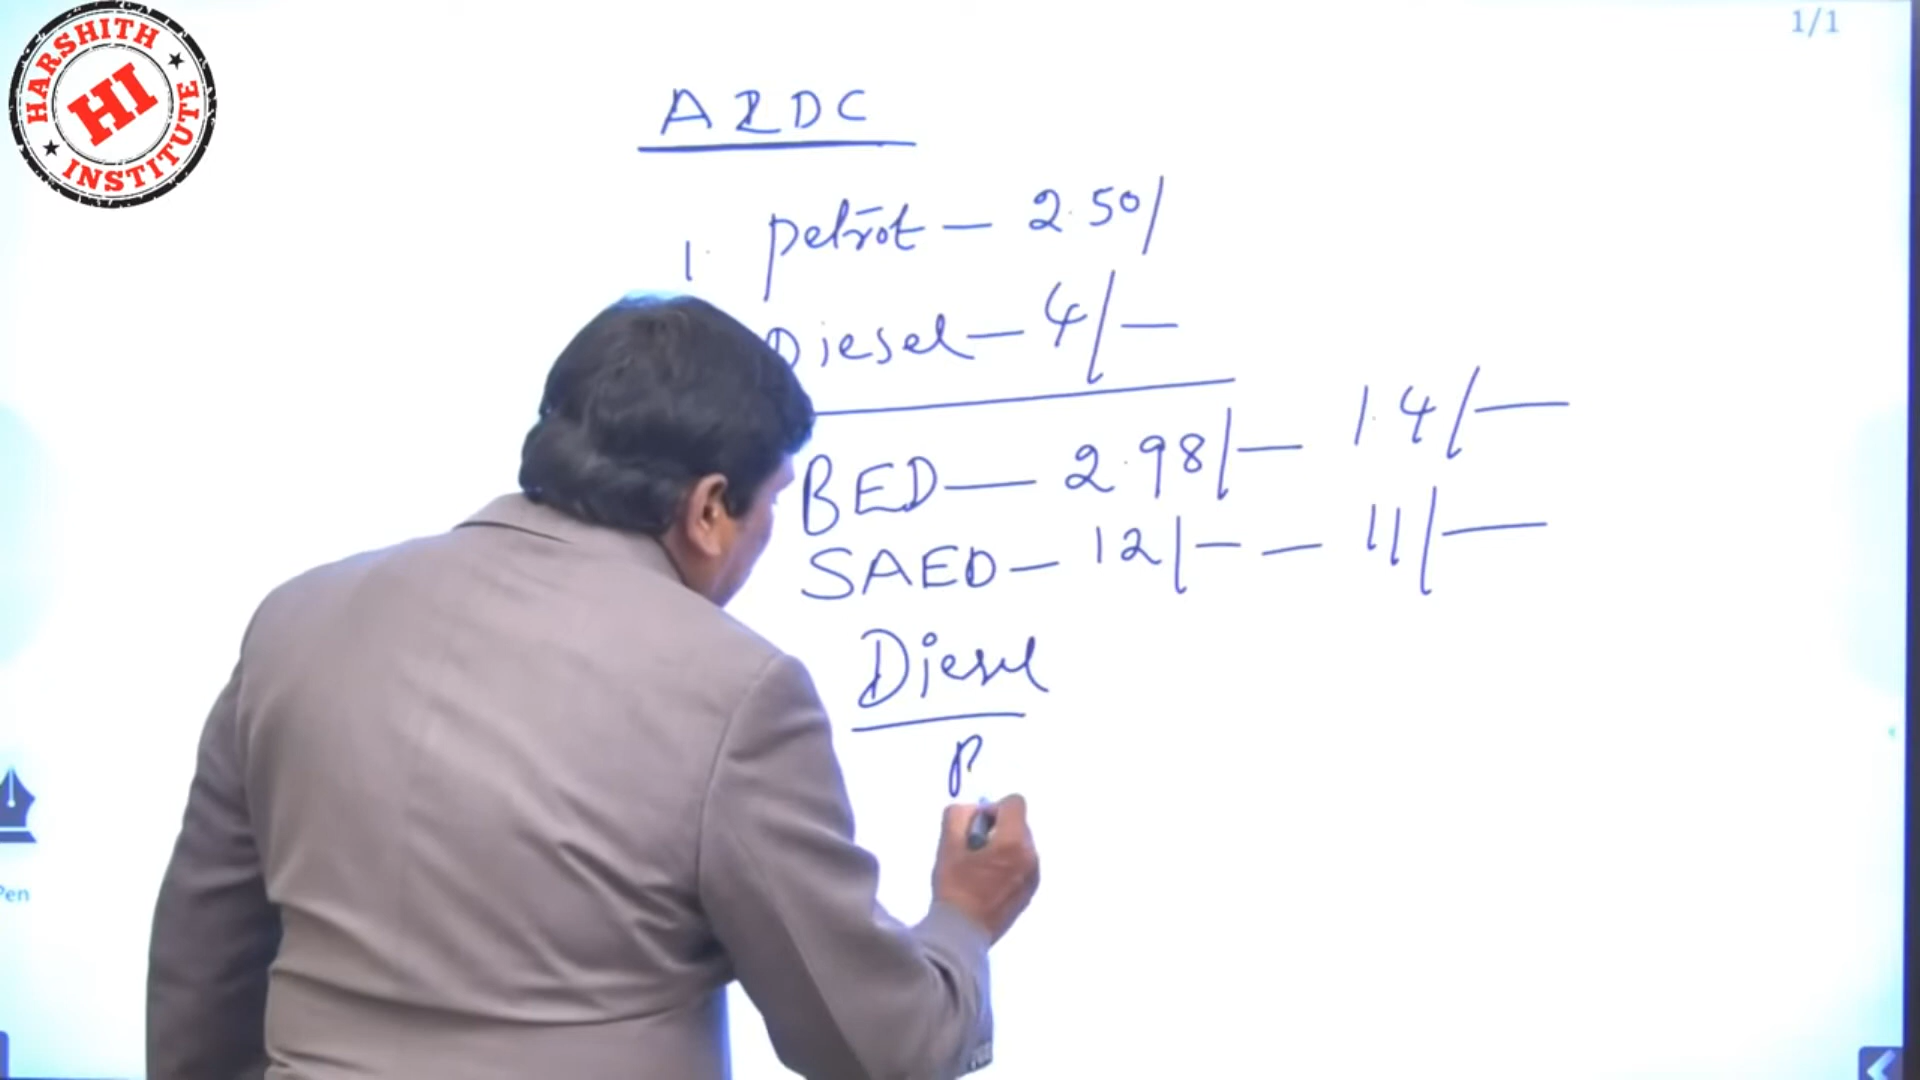 HARSHITH
HI
INSTITUTE
1/1
AIDC
1. petrol — 2.50/
Diesel — 4/—
BED — 2.98/— 1.4/—
SAED — 12/— — 11/—
Diesel
P
Pen